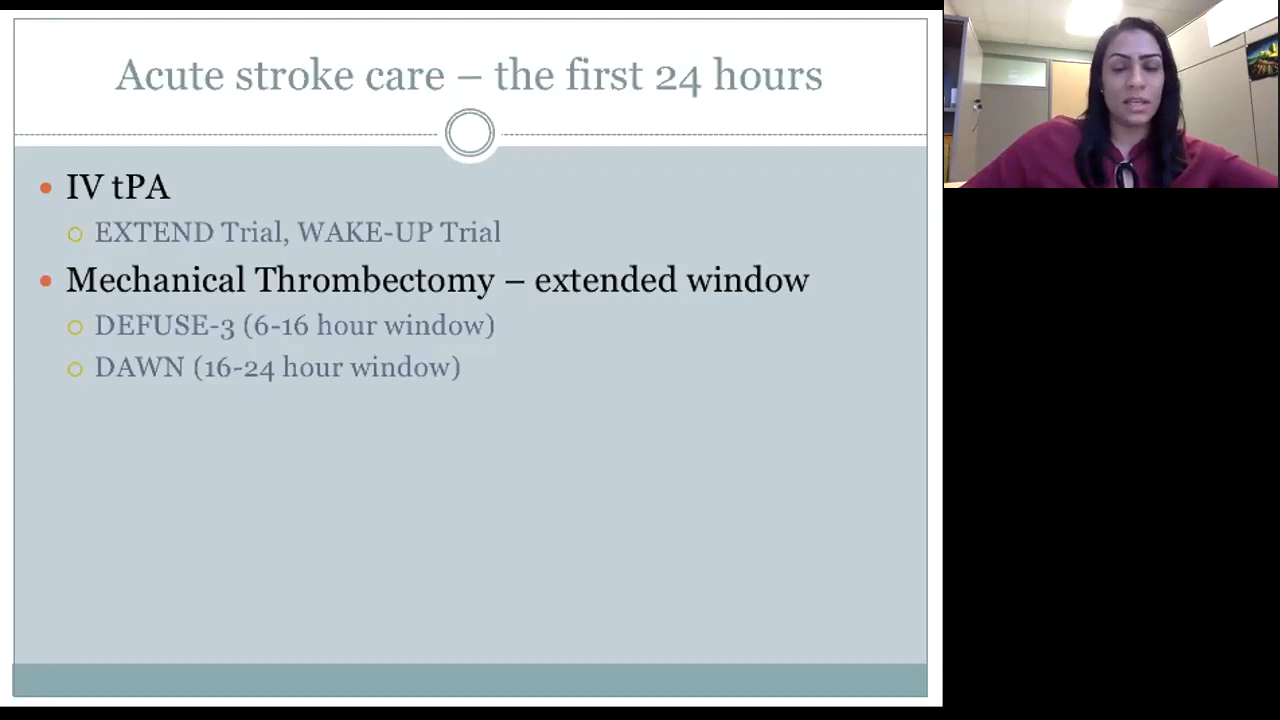 Acute stroke care – the first 24 hours
IV tPA
EXTEND Trial, WAKE-UP Trial
Mechanical Thrombectomy – extended window
DEFUSE-3 (6-16 hour window)
DAWN (16-24 hour window)